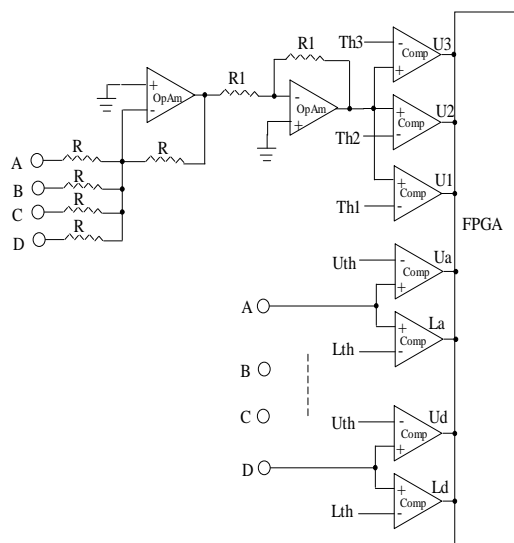 Th3
-
+
Comp
U3
R1
R1
+
-
OpAm
-
+
OpAm
+
-
Comp
U2
Th2
R
R
A
R
B
R
C
R
D
+
-
Comp
U1
Th1
FPGA
Uth
-
+
Comp
Ua
A
+
-
Comp
La
Lth
B
C
Uth
-
+
Comp
Ud
D
+
-
Comp
Ld
Lth